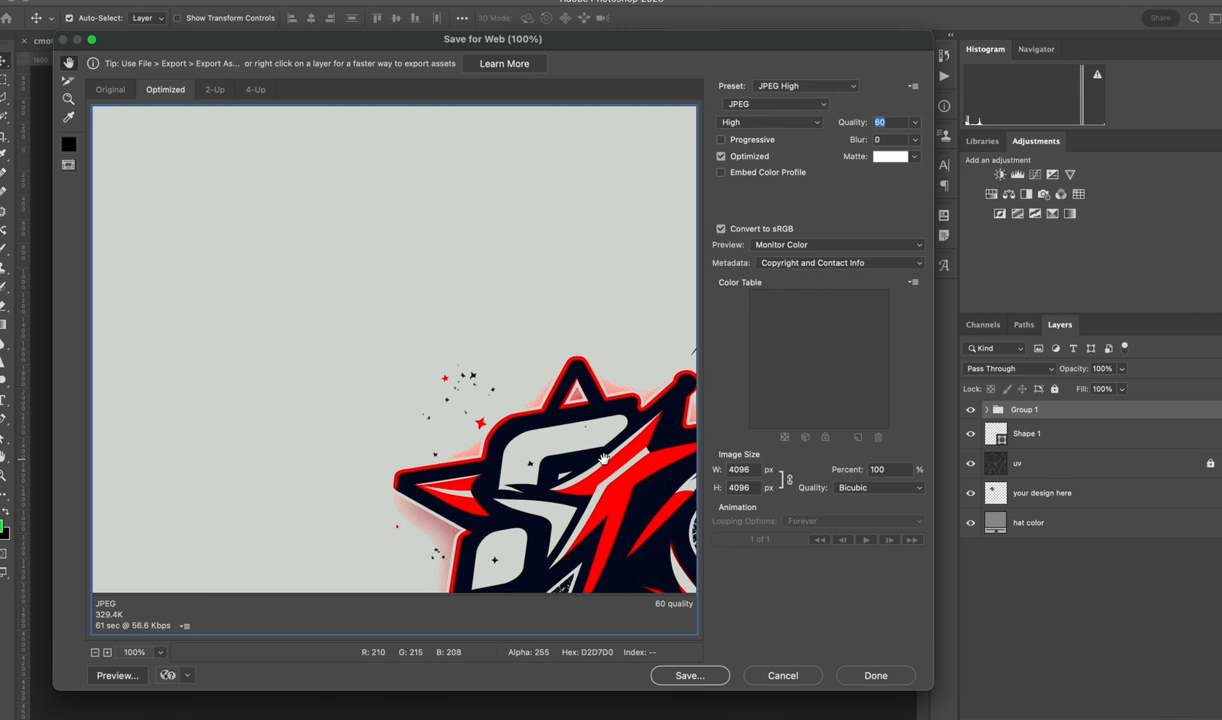 Adobe Photoshop 2023
Auto-Select: Layer Show Transform Controls 3D Mode: Share
Save for Web (100%)
Tip: Use File > Export > Export As... or right click on a layer for a faster way to export assets Learn More
Original Optimized 2-Up 4-Up
Preset: JPEG High
JPEG
High Quality: 60
Progressive Blur: 0
Optimized Matte:
Embed Color Profile
Convert to sRGB
Preview: Monitor Color
Metadata: Copyright and Contact Info
Color Table
Image Size
W: 4096 px Percent: 100 %
H: 4096 px Quality: Bicubic
Animation
Looping Options: Forever
1 of 1
JPEG 60 quality
329.4K
61 sec @ 56.6 Kbps
100% R: 210 G: 215 B: 208 Alpha: 255 Hex: D2D7D0 Index: --
Preview... Save... Cancel Done
Histogram Navigator
Libraries Adjustments
Add an adjustment
Channels Paths Layers
Kind
Pass Through Opacity: 100%
Lock: Fill: 100%
Group 1
Shape 1
uv
your design here
hat color